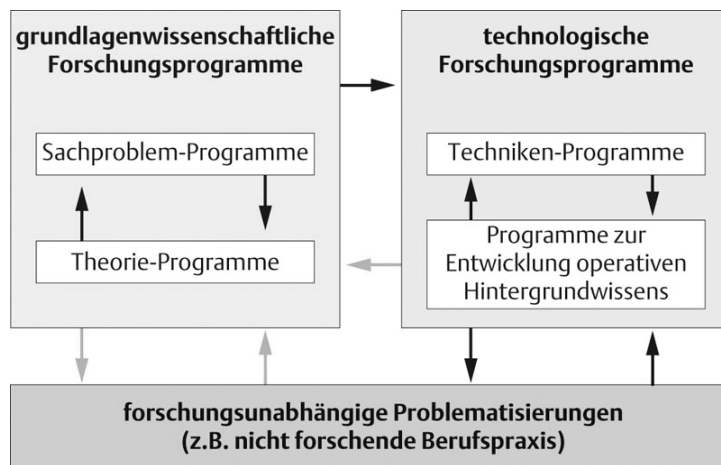 grundlagenwissenschaftliche
Forschungsprogramme
Sachproblem-Programme
Theorie-Programme
technologische
Forschungsprogramme
Techniken-Programme
Programme zur
Entwicklung operativen
Hintergrundwissens
forschungsunabhängige Problematisierungen
(z.B. nicht forschende Berufspraxis)